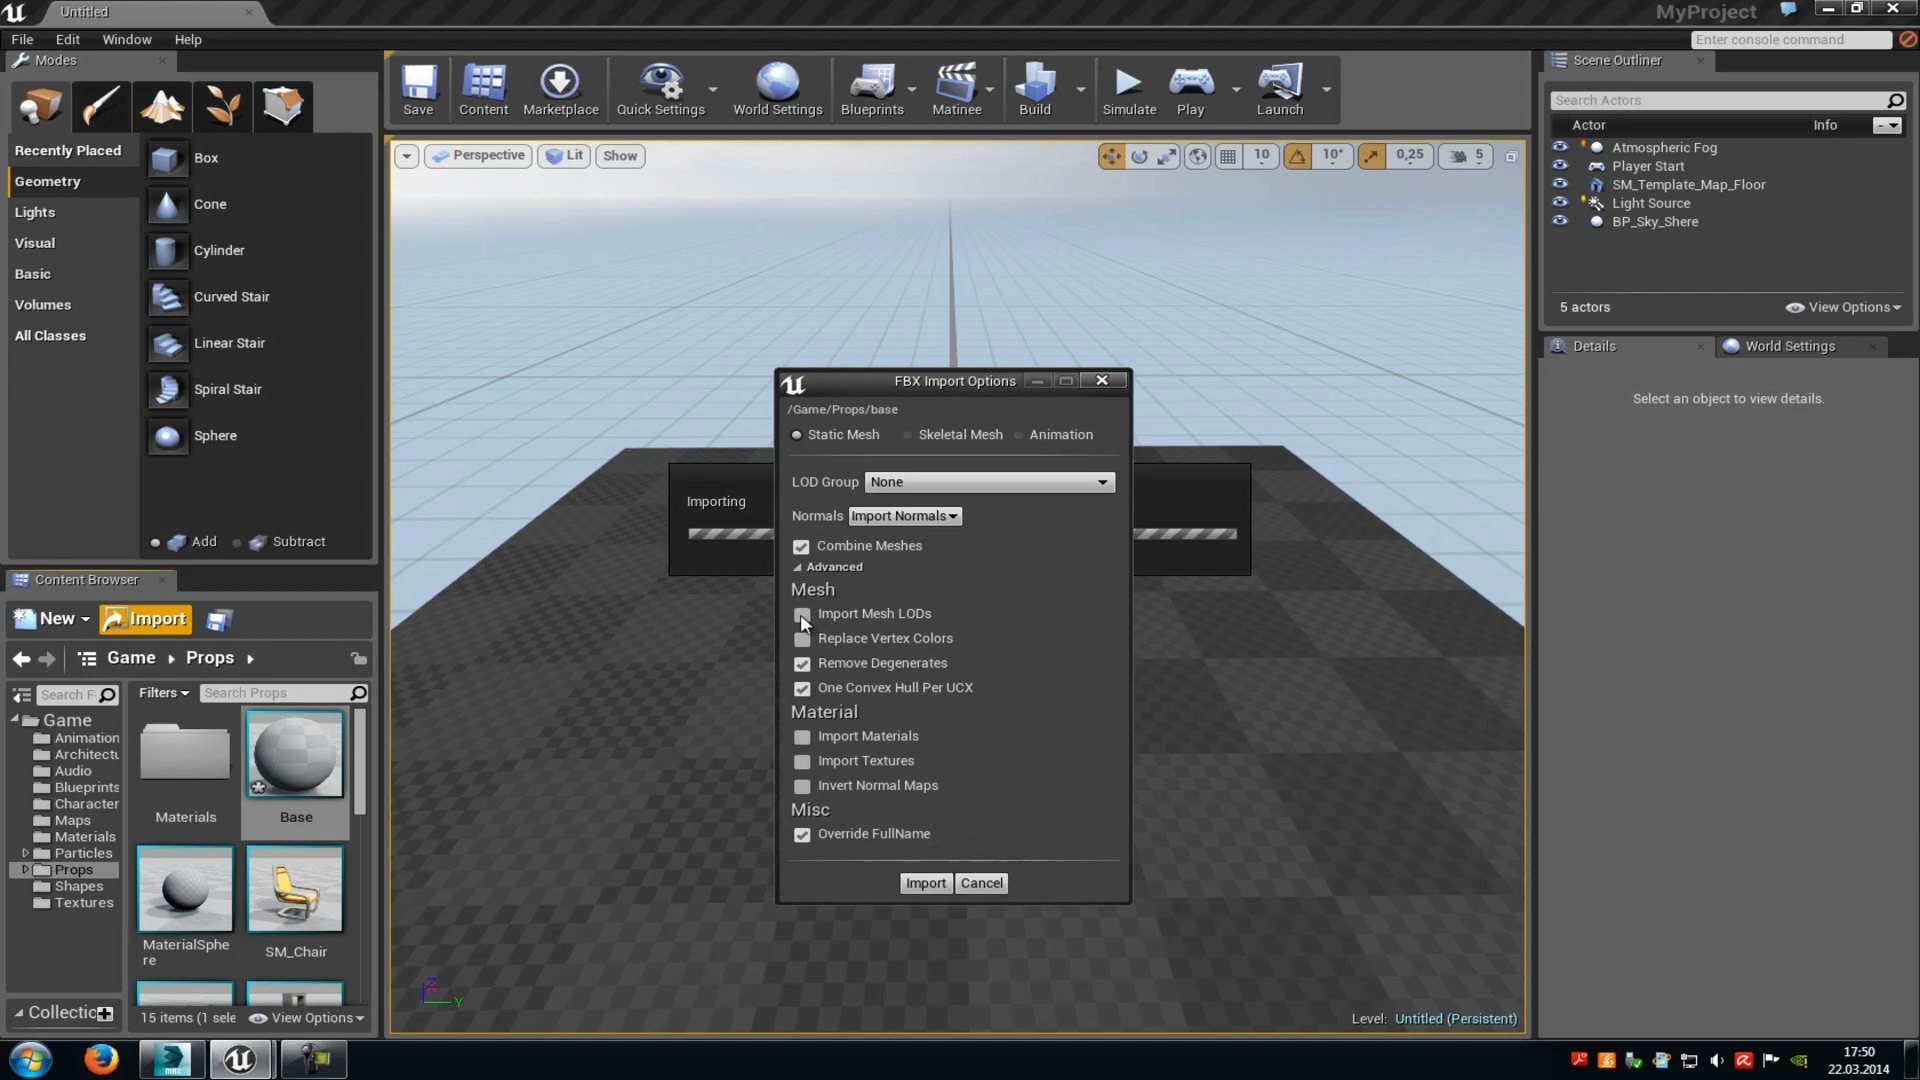 Untitled
MyProject
File Edit Window Help
Enter console command
Modes
Save Content Marketplace Quick Settings World Settings Blueprints Matinee Build Simulate Play Launch
Recently Placed
Geometry
Lights
Visual
Basic
Volumes
All Classes
Box
Cone
Cylinder
Curved Stair
Linear Stair
Spiral Stair
Sphere
Add Subtract
Perspective Lit Show
10 10° 0,25 5
Scene Outliner
Search Actors
Actor Info
Atmospheric Fog
Player Start
SM_Template_Map_Floor
Light Source
BP_Sky_Shere
5 actors View Options
Details World Settings
Select an object to view details.
Importing
FBX Import Options
/Game/Props/base
Static Mesh Skeletal Mesh Animation
LOD Group None
Normals Import Normals
Combine Meshes
Advanced
Mesh
Import Mesh LODs
Replace Vertex Colors
Remove Degenerates
One Convex Hull Per UCX
Material
Import Materials
Import Textures
Invert Normal Maps
Misc
Override FullName
Import Cancel
Content Browser
New Import
Game Props
Search F
Filters Search Props
Game
Animation
Architectu
Audio
Blueprints
Character
Maps
Materials
Particles
Props
Shapes
Textures
Materials
Base
MaterialSphe
re
SM_Chair
Collectio
15 items (1 sele View Options
Z
Y
Level: Untitled (Persistent)
MAX
17:50
22.03.2014